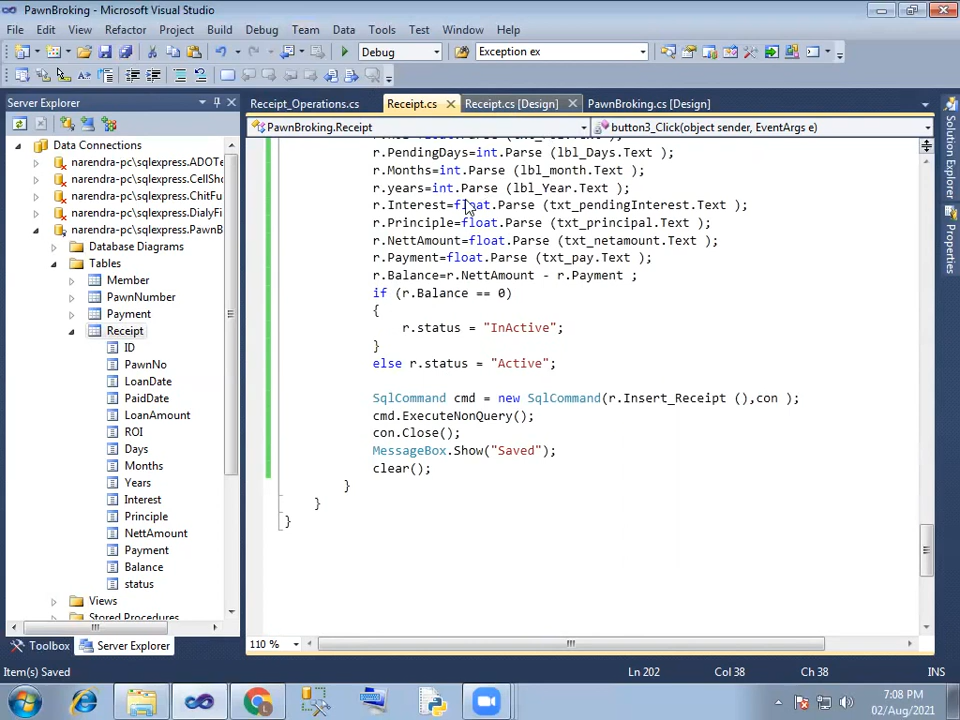 PawnBroking - Microsoft Visual Studio
File Edit View Refactor Project Build Debug Team Data Tools Test Window Help
Debug Exception ex
Server Explorer
Receipt_Operations.cs Receipt.cs Receipt.cs [Design] PawnBroking.cs [Design]
PawnBroking.Receipt button3_Click(object sender, EventArgs e)
Data Connections
narendra-pc\sqlexpress.ADOTe
narendra-pc\sqlexpress.CellSho
narendra-pc\sqlexpress.ChitFu
narendra-pc\sqlexpress.DialyFi
narendra-pc\sqlexpress.PawnB
Database Diagrams
Tables
Member
PawnNumber
Payment
Receipt
ID
PawnNo
LoanDate
PaidDate
LoanAmount
ROI
Days
Months
Years
Interest
Principle
NettAmount
Payment
Balance
status
Views
Stored Procedures
r.PendingDays=int.Parse (lbl_Days.Text );
r.Months=int.Parse (lbl_month.Text );
r.years=int.Parse (lbl_Year.Text );
r.Interest=float.Parse (txt_pendingInterest.Text );
r.Principle=float.Parse (txt_principal.Text );
r.NettAmount=float.Parse (txt_netamount.Text );
r.Payment=float.Parse (txt_pay.Text );
r.Balance=r.NettAmount - r.Payment ;
if (r.Balance == 0)
{
r.status = "InActive";
}
else r.status = "Active";
SqlCommand cmd = new SqlCommand(r.Insert_Receipt (),con );
cmd.ExecuteNonQuery();
con.Close();
MessageBox.Show("Saved");
clear();
}
}
}
Solution Explorer
Properties
110 %
Toolbox Server Explorer
Item(s) Saved Ln 202 Col 38 Ch 38 INS
7:08 PM
02/Aug/2021